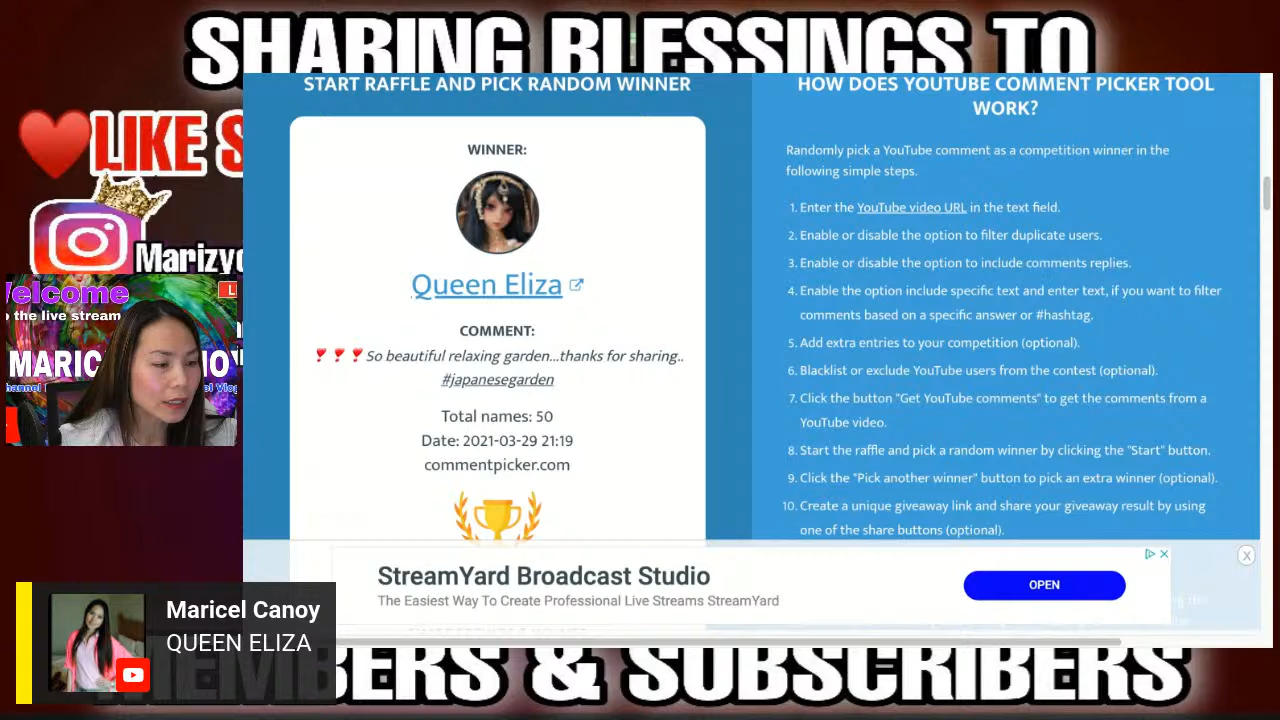 SHARING BLESSINGS TO
LIKE S
Marizyo
Welcome
o the live stream
MARIC
NO
hannel
el Vlog
START RAFFLE AND PICK RANDOM WINNER
WINNER:
Queen Eliza
COMMENT:
❣❣❣So beautiful relaxing garden...thanks for sharing..
#japanesegarden
Total names: 50
Date: 2021-03-29 21:19
commentpicker.com
HOW DOES YOUTUBE COMMENT PICKER TOOL
WORK?
Randomly pick a YouTube comment as a competition winner in the
following simple steps.
1. Enter the YouTube video URL in the text field.
2. Enable or disable the option to filter duplicate users.
3. Enable or disable the option to include comments replies.
4. Enable the option include specific text and enter text, if you want to filter
comments based on a specific answer or #hashtag.
5. Add extra entries to your competition (optional).
6. Blacklist or exclude YouTube users from the contest (optional).
7. Click the button "Get YouTube comments" to get the comments from a
YouTube video.
8. Start the raffle and pick a random winner by clicking the "Start" button.
9. Click the "Pick another winner" button to pick an extra winner (optional).
10. Create a unique giveaway link and share your giveaway result by using
one of the share buttons (optional).
StreamYard Broadcast Studio
The Easiest Way To Create Professional Live Streams StreamYard
OPEN
X
Maricel Canoy
QUEEN ELIZA
MEMBERS & SUBSCRIBERS